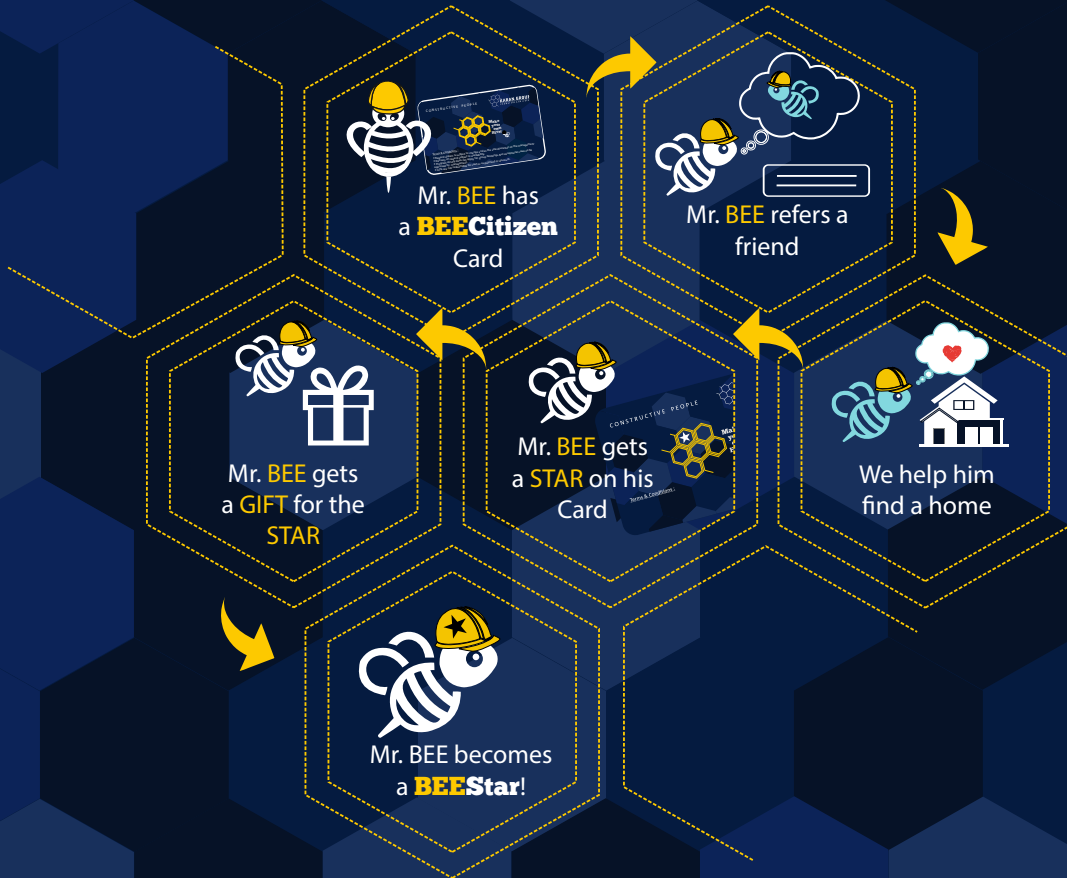 CONSTRUCTIVE PEOPLE
Mr. BEE has
a BEECitizen
Card
Mr. BEE refers a
friend
We help him
find a home
CONSTRUCTIVE PEOPLE
Terms & Conditions :
Mr. BEE gets
a STAR on his
Card
Mr. BEE gets
a GIFT for the
STAR
Mr. BEE becomes
a BEEStar!